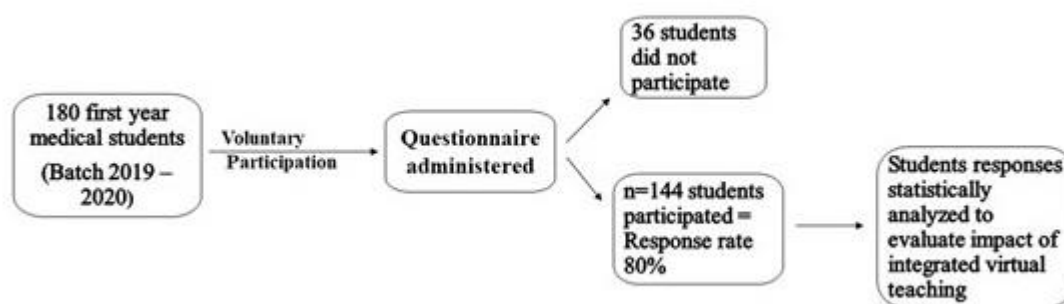 180 first year
medical students
(Batch 2019 –
2020)
Voluntary
Participation
Questionnaire
administered
36 students
did not
participate
n=144 students
participated =
Response rate
80%
Students responses
statistically
analyzed to
evaluate impact of
integrated virtual
teaching